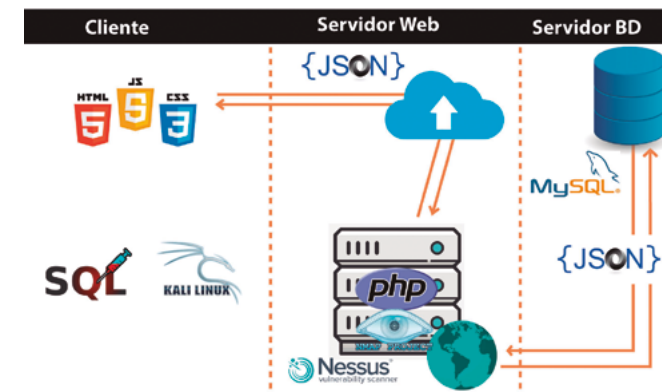 Cliente
Servidor Web
Servidor BD
{JSON}
HTML
5
JS
5
CSS
3
MySQL®
{JSON}
SQL
KALI LINUX
php
Nessus®
vulnerability scanner